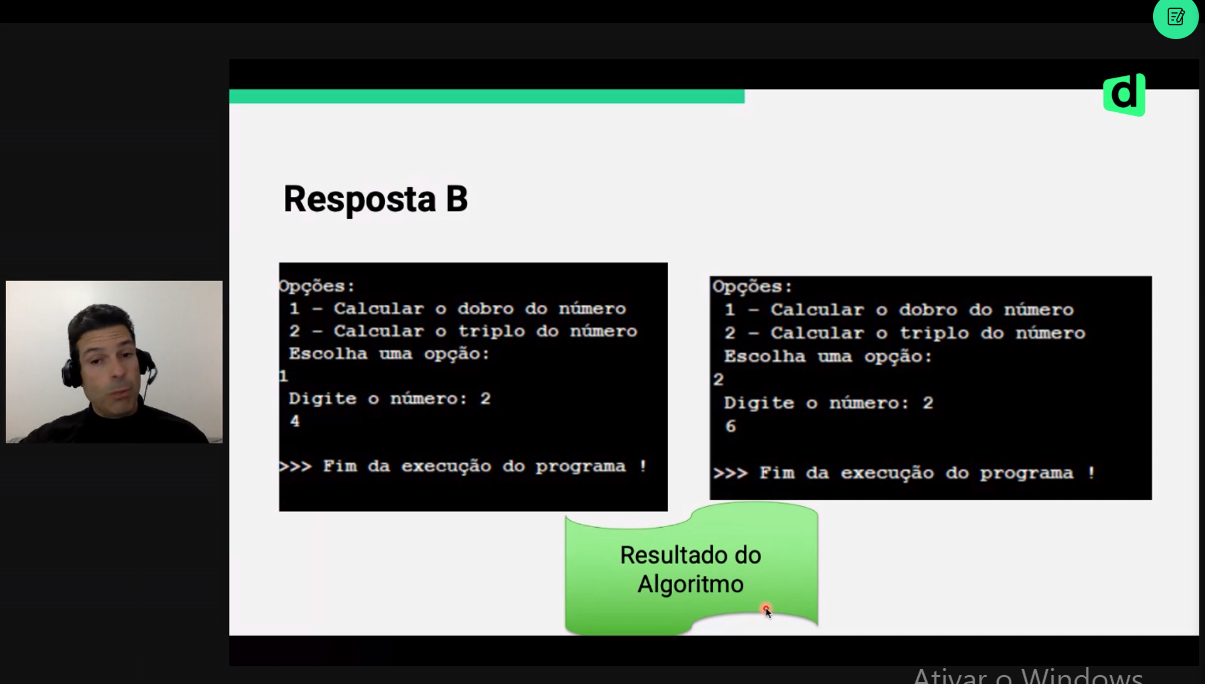 d
Resposta B
Opções:
1 - Calcular o dobro do número
2 - Calcular o triplo do número
Escolha uma opção:
1
Digite o número: 2
4
>>> Fim da execução do programa !
Opções:
1 - Calcular o dobro do número
2 - Calcular o triplo do número
Escolha uma opção:
2
Digite o número: 2
6
>>> Fim da execução do programa !
Resultado do
Algoritmo
Ativar o Windows